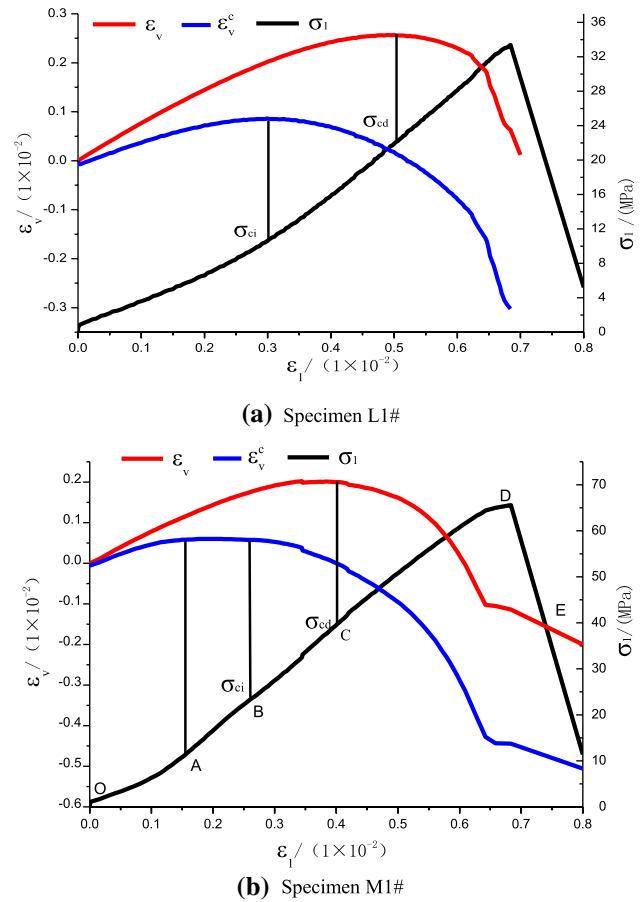 εv εv^c σ1
0.3 0.2 0.1 0.0 -0.1 -0.2 -0.3
εv/（1×10^-2）
36 32 28 24 20 16 12 8 4 0
σ1/(MPa)
σcd
σci
0.0 0.1 0.2 0.3 0.4 0.5 0.6 0.7 0.8
ε1/（1×10^-2）
(a) Specimen L1#
εv εv^c σ1
0.2 0.1 0.0 -0.1 -0.2 -0.3 -0.4 -0.5 -0.6
εv/（1×10^-2）
70 60 50 40 30 20 10 0
σ1/(MPa)
D
E
σcd
C
σci
B
A
O
0.0 0.1 0.2 0.3 0.4 0.5 0.6 0.7 0.8
ε1/（1×10^-2）
(b) Specimen M1#